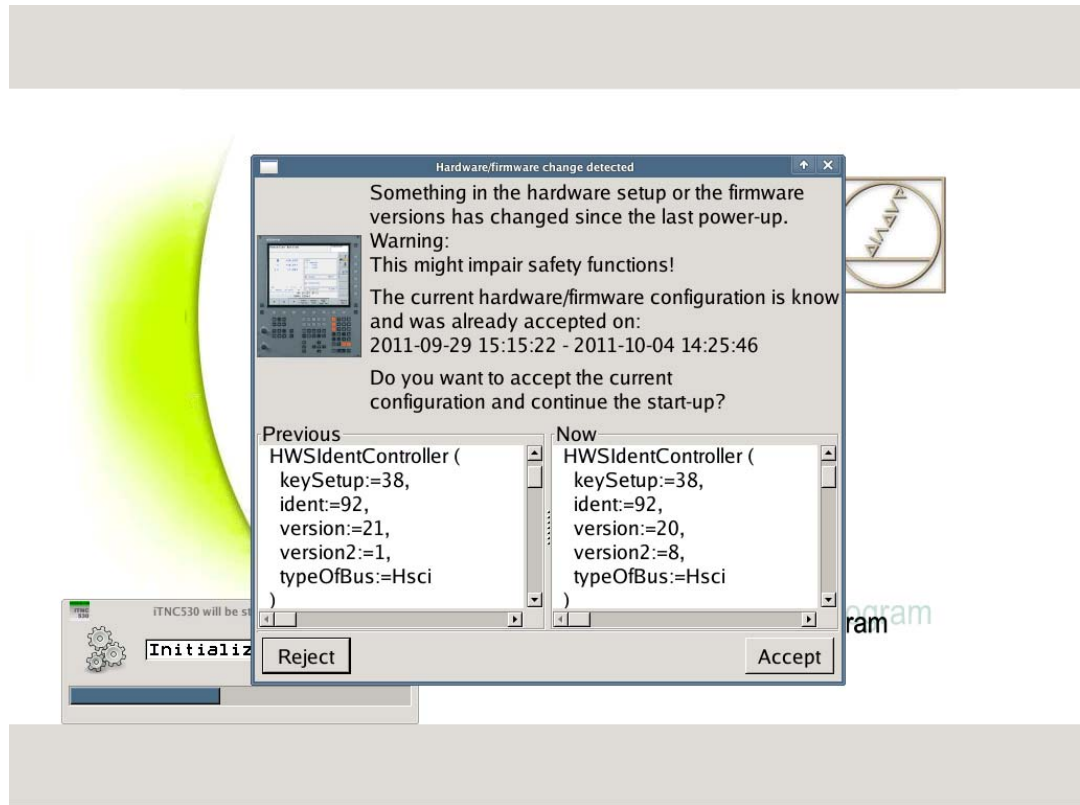 Hardware/firmware change detected
Something in the hardware setup or the firmware
versions has changed since the last power-up.
Warning:
This might impair safety functions!
The current hardware/firmware configuration is know
and was already accepted on:
2011-09-29 15:15:22 - 2011-10-04 14:25:46
Do you want to accept the current
configuration and continue the start-up?
Previous
HWSIdentController (
keySetup:=38,
ident:=92,
version:=21,
version2:=1,
typeOfBus:=Hsci
)
Now
HWSIdentController (
keySetup:=38,
ident:=92,
version:=20,
version2:=8,
typeOfBus:=Hsci
)
Reject
Accept
iTNC
530
iTNC530 will be st
Initializ
ogram
ram